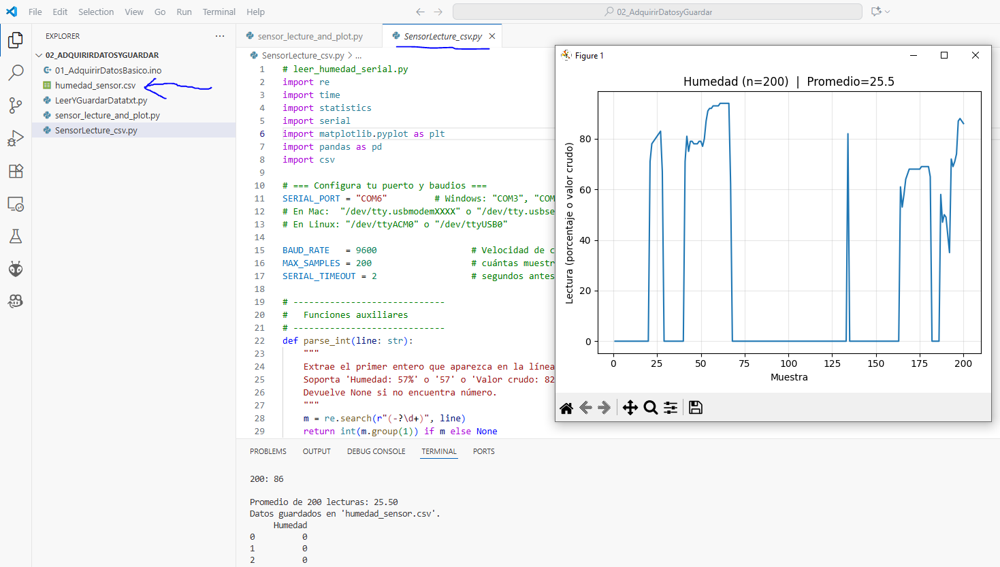 File Edit Selection View Go Run Terminal Help
02_AdquirirDatosyGuardar
EXPLORER
02_ADQUIRIRDATOSYGUARDAR
01_AdquirirDatosBasico.ino
humedad_sensor.csv
LeerYGuardarDatatxt.py
sensor_lecture_and_plot.py
SensorLecture_csv.py
sensor_lecture_and_plot.py
SensorLecture_csv.py
SensorLecture_csv.py > ...
1 # leer_humedad_serial.py
2 import re
3 import time
4 import statistics
5 import serial
6 import matplotlib.pyplot as plt
7 import pandas as pd
8 import csv
9
10 # === Configura tu puerto y baudios ===
11 SERIAL_PORT = "COM6" # Windows: "COM3", "COM
12 # En Mac: "/dev/tty.usbmodemXXXX" o "/dev/tty.usbse
13 # En Linux: "/dev/ttyACM0" o "/dev/ttyUSB0"
14
15 BAUD_RATE = 9600 # Velocidad de c
16 MAX_SAMPLES = 200 # cuántas muestr
17 SERIAL_TIMEOUT = 2 # segundos antes
18
19 # -----------------------------
20 # Funciones auxiliares
21 # -----------------------------
22 def parse_int(line: str):
23 """
24 Extrae el primer entero que aparezca en la línea
25 Soporta 'Humedad: 57%' o '57' o 'Valor crudo: 82
26 Devuelve None si no encuentra número.
27 """
28 m = re.search(r"(-?\d+)", line)
29 return int(m.group(1)) if m else None
Figure 1
Humedad (n=200) | Promedio=25.5
Lectura (porcentaje o valor crudo)
80
60
40
20
0
0 25 50 75 100 125 150 175 200
Muestra
PROBLEMS OUTPUT DEBUG CONSOLE TERMINAL PORTS
200: 86
Promedio de 200 lecturas: 25.50
Datos guardados en 'humedad_sensor.csv'.
Humedad
0 0
1 0
2 0